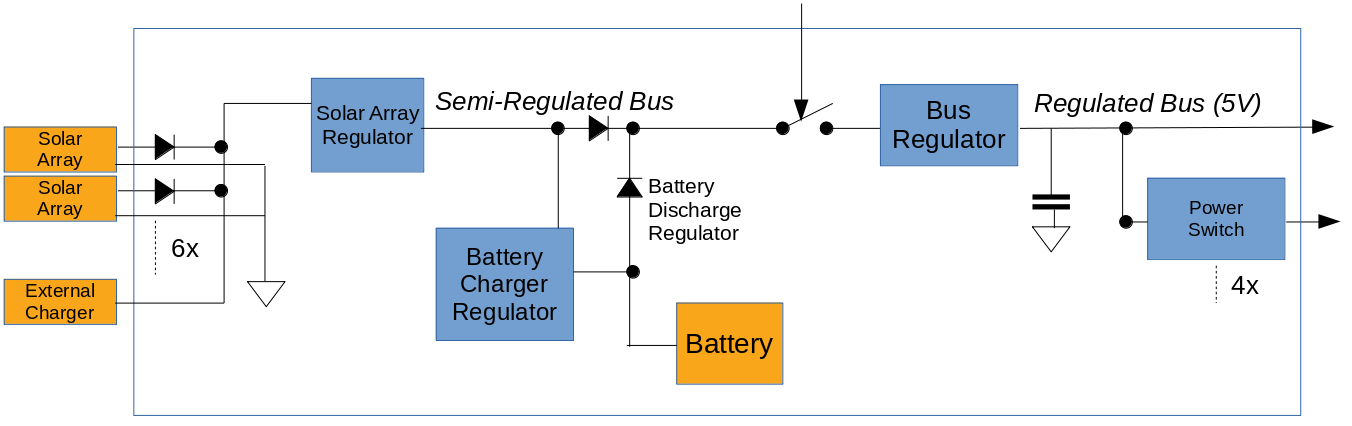 Solar
Array
Solar
Array
6x
External
Charger
Solar Array
Regulator
Semi-Regulated Bus
Battery
Discharge
Regulator
Battery
Charger
Regulator
Battery
Bus
Regulator
Regulated Bus (5V)
Power
Switch
4x